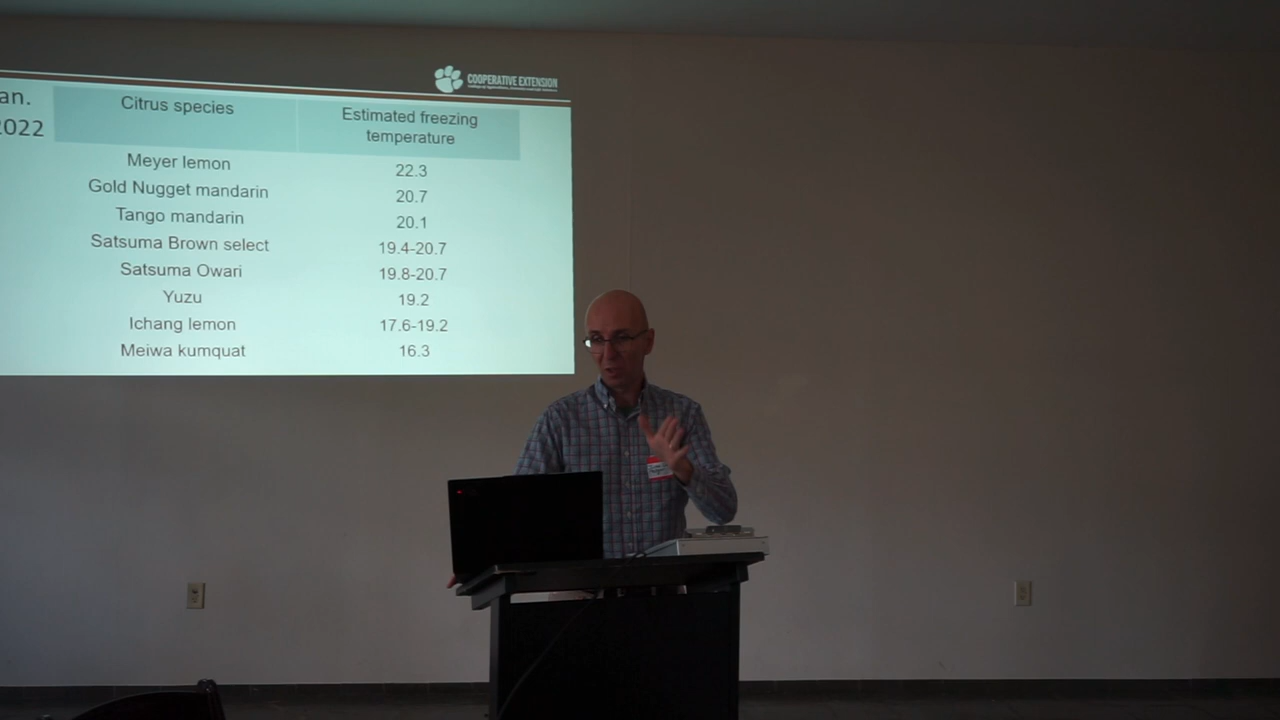 COOPERATIVE EXTENSION
an.
2022
Citrus species
Estimated freezing
temperature
Meyer lemon 22.3
Gold Nugget mandarin 20.7
Tango mandarin 20.1
Satsuma Brown select 19.4-20.7
Satsuma Owari 19.8-20.7
Yuzu 19.2
Ichang lemon 17.6-19.2
Meiwa kumquat 16.3